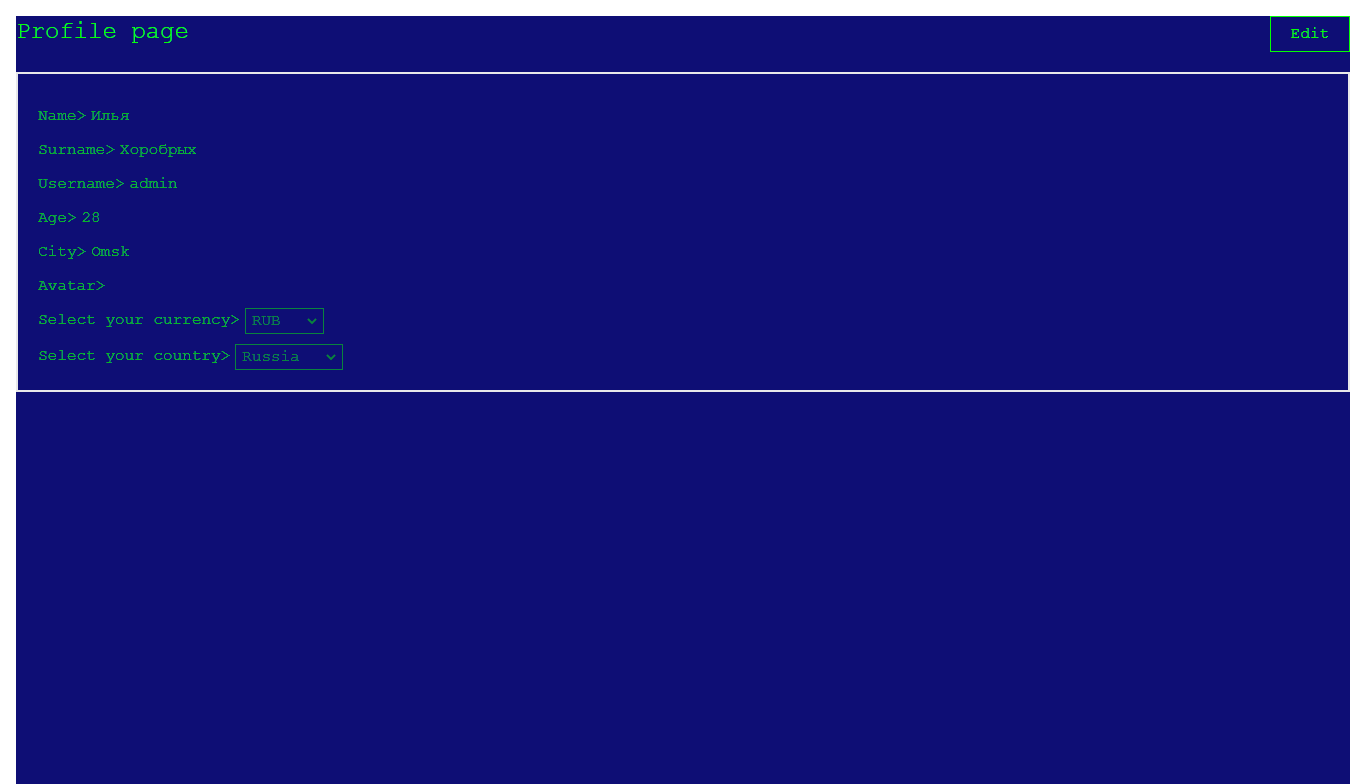 Profile page
Edit
Name> Илья
Surname> Хоробрых
Username> admin
Age> 28
City> Omsk
Avatar>
Select your currency> RUB
Select your country> Russia